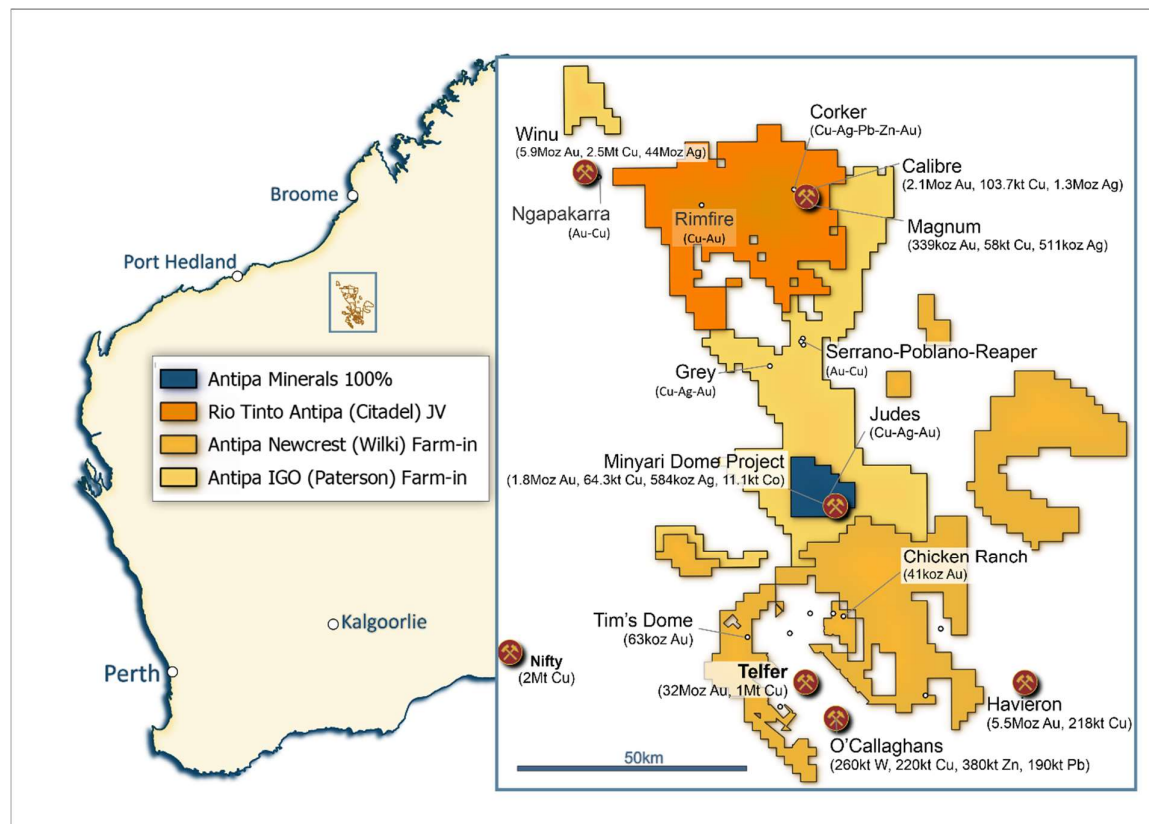 Broome
Port Hedland
Antipa Minerals 100%
Rio Tinto Antipa (Citadel) JV
Antipa Newcrest (Wilki) Farm-in
Antipa IGO (Paterson) Farm-in
Kalgoorlie
Perth
Corker
(Cu-Ag-Pb-Zn-Au)
Winu
(5.9Moz Au, 2.5Mt Cu, 44Moz Ag)
Calibre
(2.1Moz Au, 103.7kt Cu, 1.3Moz Ag)
Ngapakarra
(Au-Cu)
Rimfire
(Cu-Au)
Magnum
(339koz Au, 58kt Cu, 511koz Ag)
Serrano-Poblano-Reaper
(Au-Cu)
Grey
(Cu-Ag-Au)
Judes
(Cu-Ag-Au)
Minyari Dome Project
(1.8Moz Au, 64.3kt Cu, 584koz Ag, 11.1kt Co)
Chicken Ranch
(41koz Au)
Tim's Dome
(63koz Au)
Nifty
(2Mt Cu)
Telfer
(32Moz Au, 1Mt Cu)
Havieron
(5.5Moz Au, 218kt Cu)
O'Callaghans
(260kt W, 220kt Cu, 380kt Zn, 190kt Pb)
50km